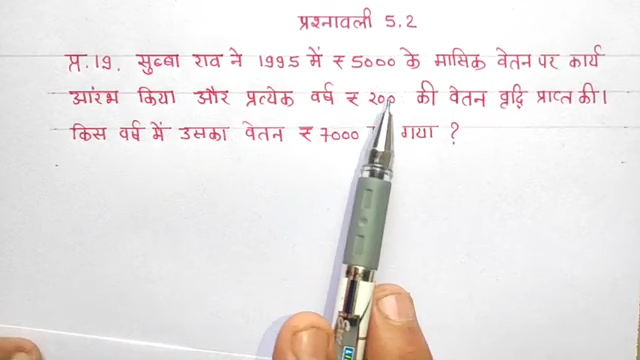 प्रश्नावली 5.2
प्र.19. सुब्बा राव ने 1995 में ₹ 5000 के मासिक वेतन पर कार्य
आरंभ किया और प्रत्येक वर्ष ₹ 200 की वेतन वृद्धि प्राप्त की।
किस वर्ष में उसका वेतन ₹ 7000 गया ?